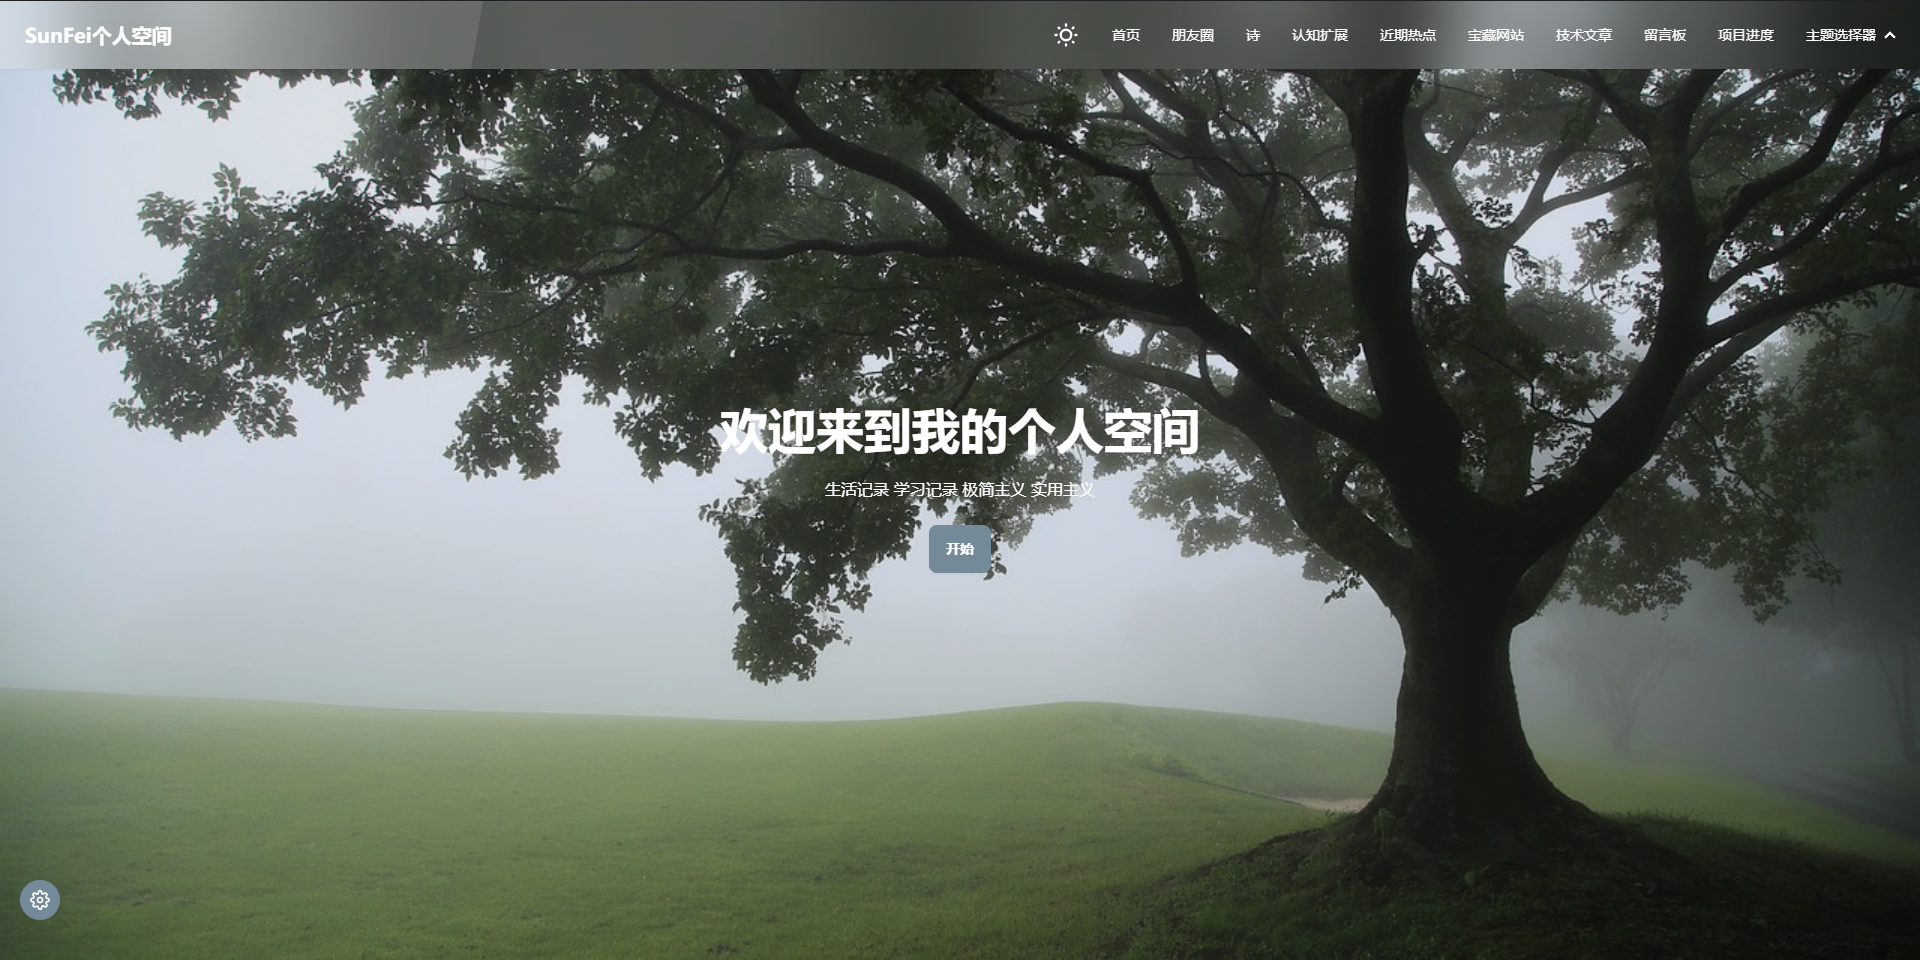 SunFei个人空间
首页 朋友圈 诗 认知扩展 近期热点 宝藏网站 技术文章 留言板 项目进度 主题选择器
欢迎来到我的个人空间
生活记录 学习记录 极简主义 实用主义
开始